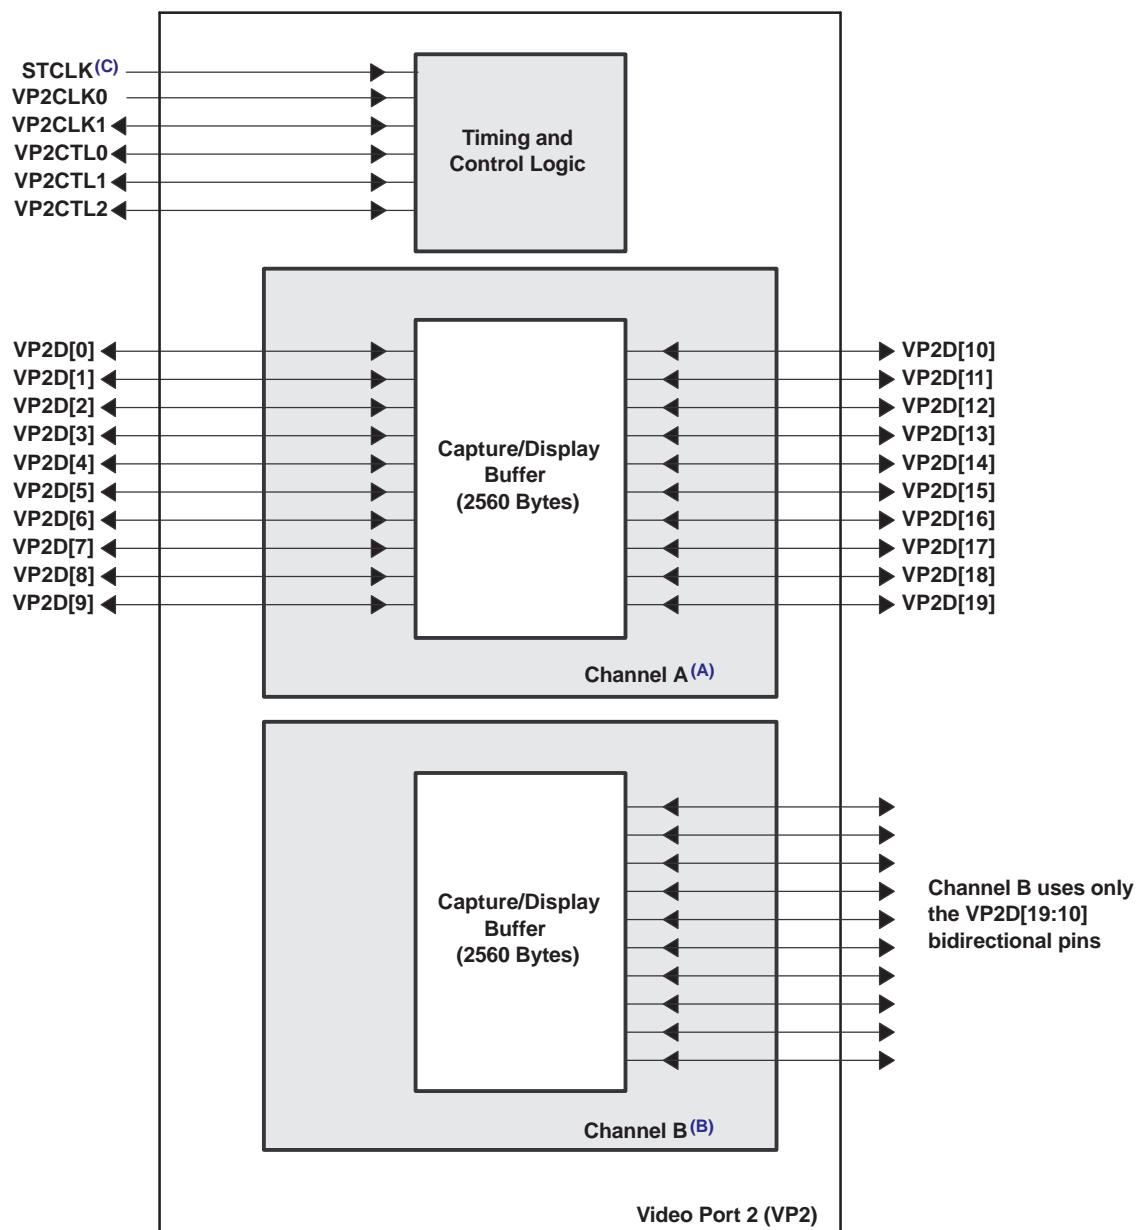 STCLK(C)
VP2CLK0
VP2CLK1
VP2CTL0
VP2CTL1
VP2CTL2
Timing and
Control Logic
VP2D[0]
VP2D[1]
VP2D[2]
VP2D[3]
VP2D[4]
VP2D[5]
VP2D[6]
VP2D[7]
VP2D[8]
VP2D[9]
Capture/Display
Buffer
(2560 Bytes)
VP2D[10]
VP2D[11]
VP2D[12]
VP2D[13]
VP2D[14]
VP2D[15]
VP2D[16]
VP2D[17]
VP2D[18]
VP2D[19]
Channel A(A)
Capture/Display
Buffer
(2560 Bytes)
Channel B uses only
the VP2D[19:10]
bidirectional pins
Channel B(B)
Video Port 2 (VP2)